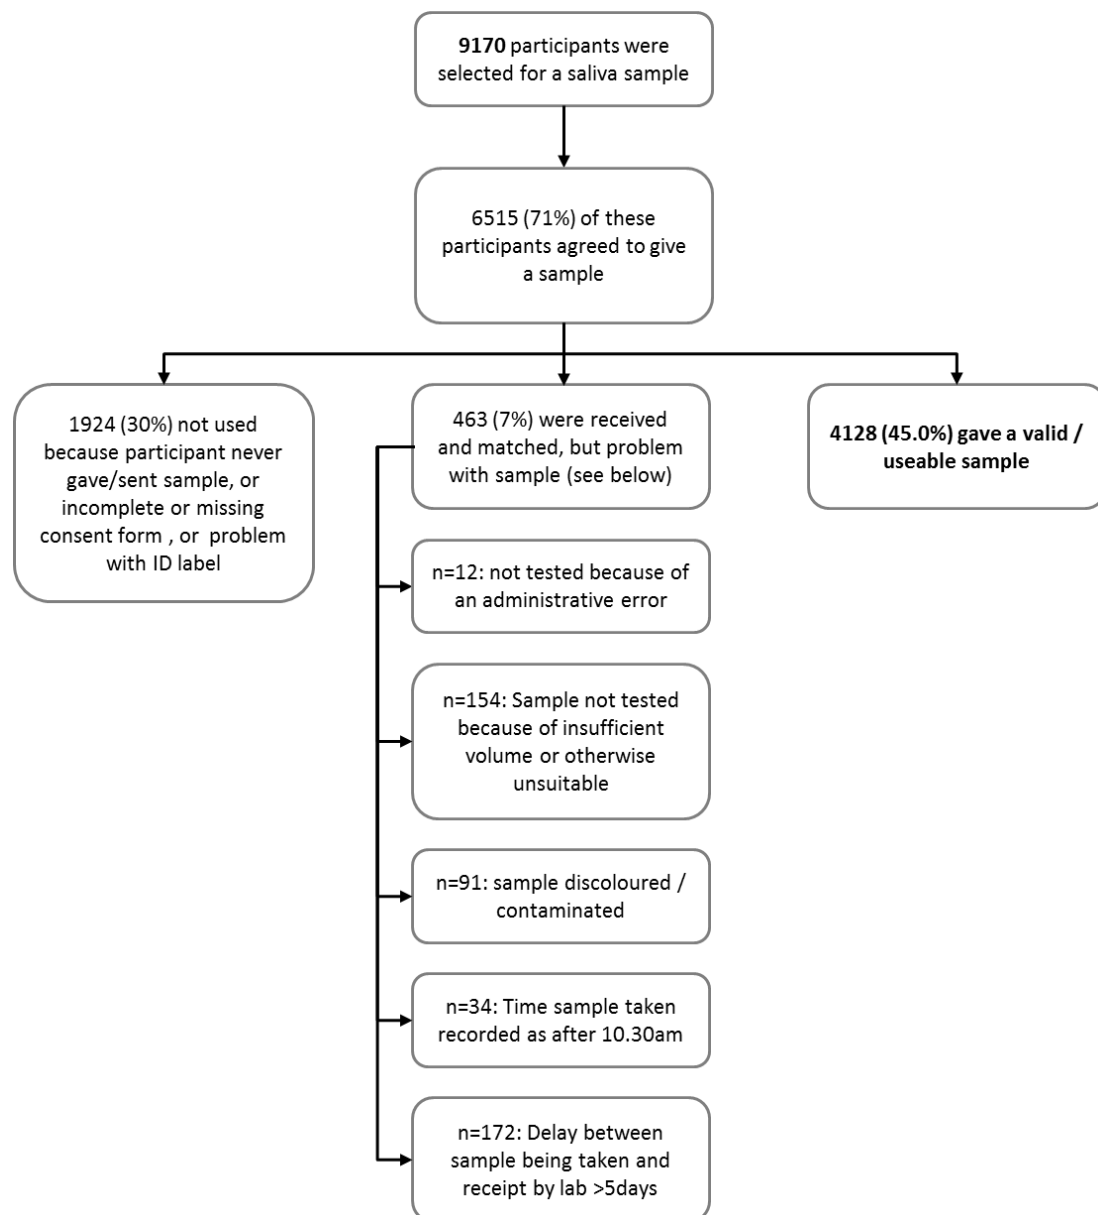 9170 participants were
selected for a saliva sample
6515 (71%) of these
participants agreed to give
a sample
1924 (30%) not used
because participant never
gave/sent sample, or
incomplete or missing
consent form , or  problem
with ID label
463 (7%) were received
and matched, but problem
with sample (see below)
4128 (45.0%) gave a valid /
useable sample
n=12: not tested because of
an administrative error
n=154: Sample not tested
because of insufficient
volume or otherwise
unsuitable
n=91: sample discoloured /
contaminated
n=34: Time sample taken
recorded as after 10.30am
n=172: Delay between
sample being taken and
receipt by lab >5days